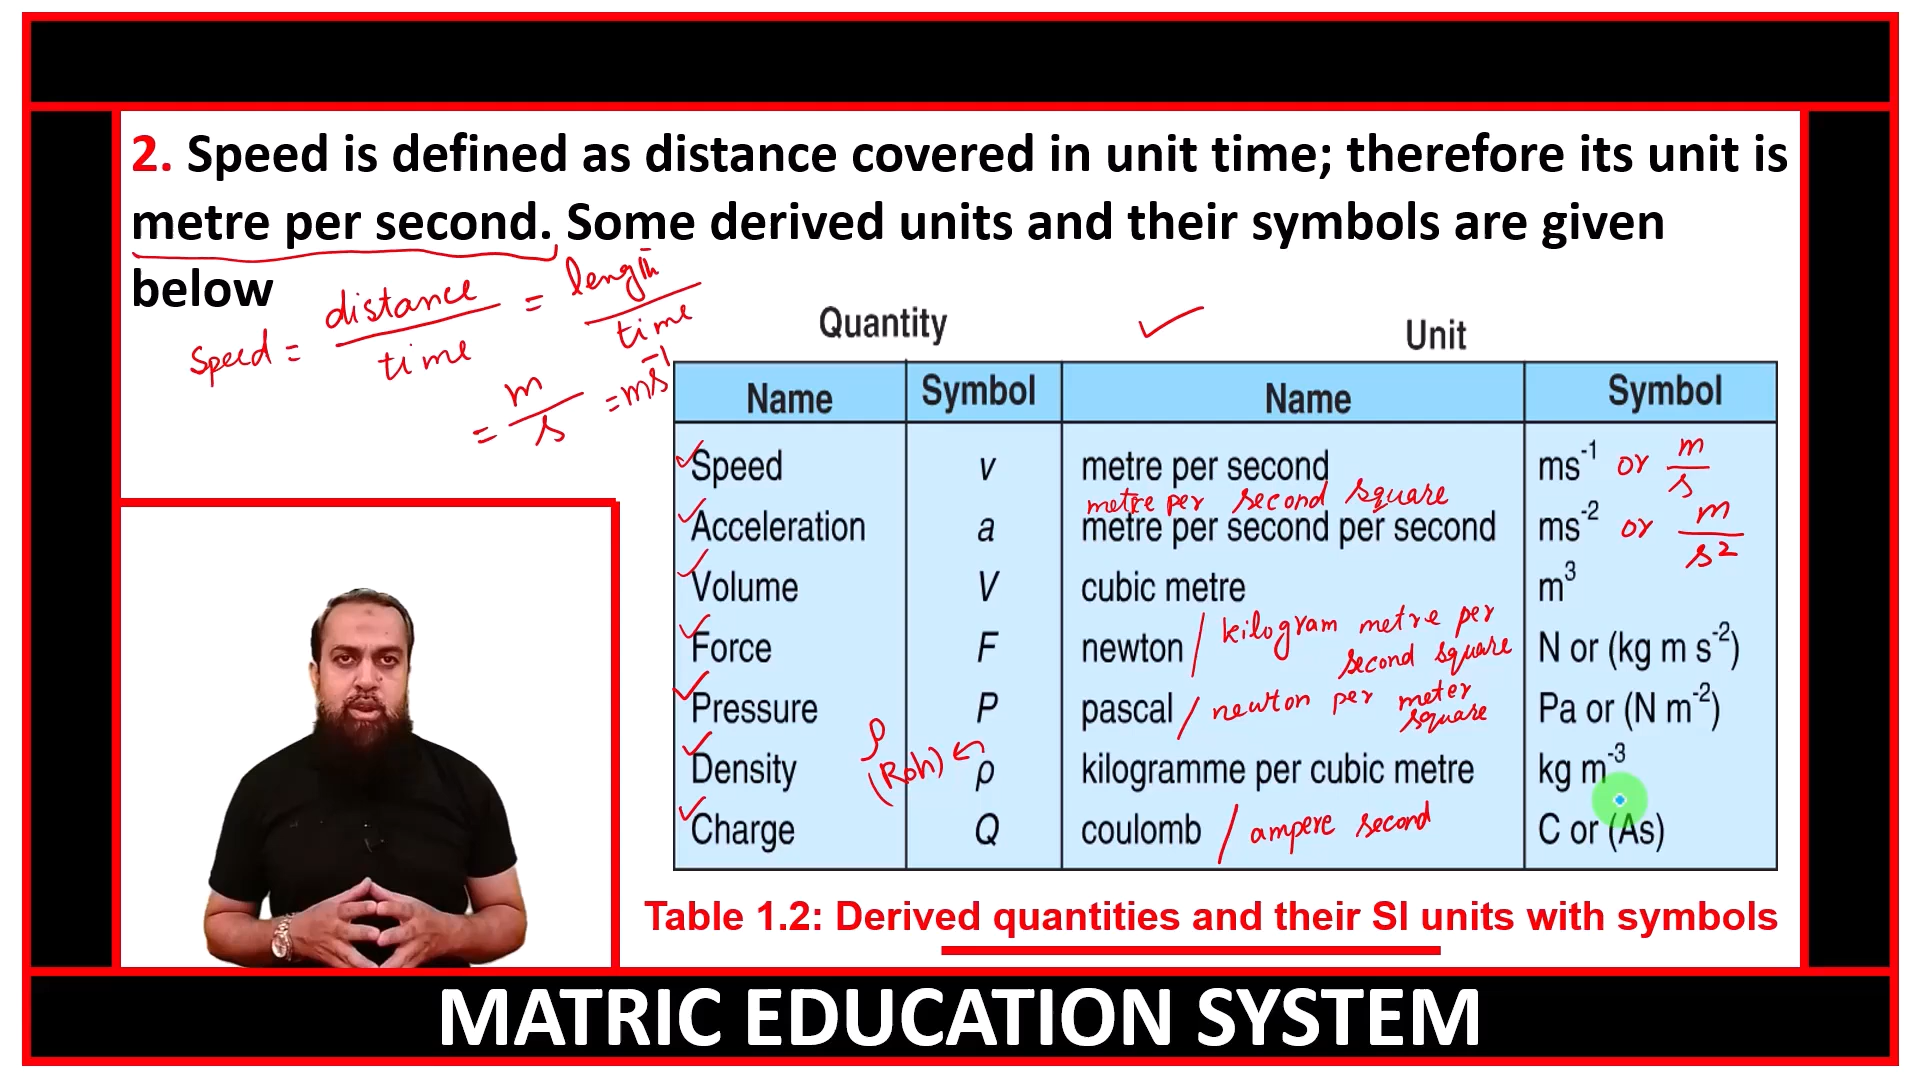 2. Speed is defined as distance covered in unit time; therefore its unit is
metre per second. Some derived units and their symbols are given
below
Speed = distance / time = length / time
= m / s = ms-1
Quantity Unit
Name Symbol Name Symbol
Speed v metre per second ms-1 or m / s
metre per second square
Acceleration a metre per second per second ms-2 or m / s2
Volume V cubic metre m3
Force F newton / kilogram metre per second square N or (kg m s-2)
Pressure P pascal / newton per meter square Pa or (N m-2)
Density ρ (Roh) ρ kilogramme per cubic metre kg m-3
Charge Q coulomb / ampere second C or (As)
Table 1.2: Derived quantities and their SI units with symbols
MATRIC EDUCATION SYSTEM